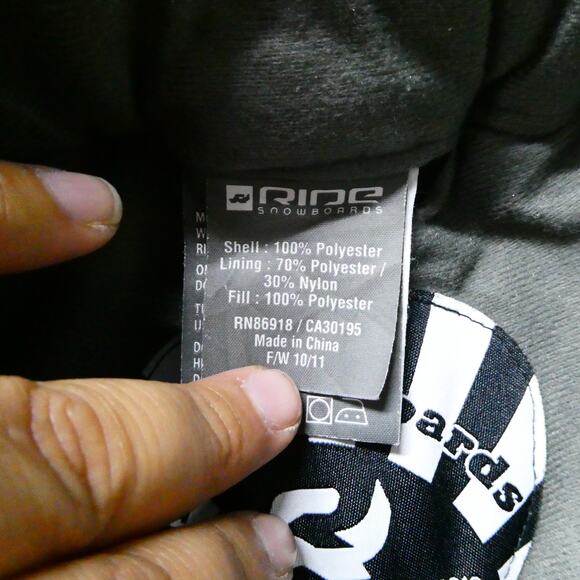 RIDE
SNOWBOARDS
Shell : 100% Polyester
Lining : 70% Polyester /
30% Nylon
Fill : 100% Polyester
RN86918 / CA30195
Made in China
F/W 10/11
oards